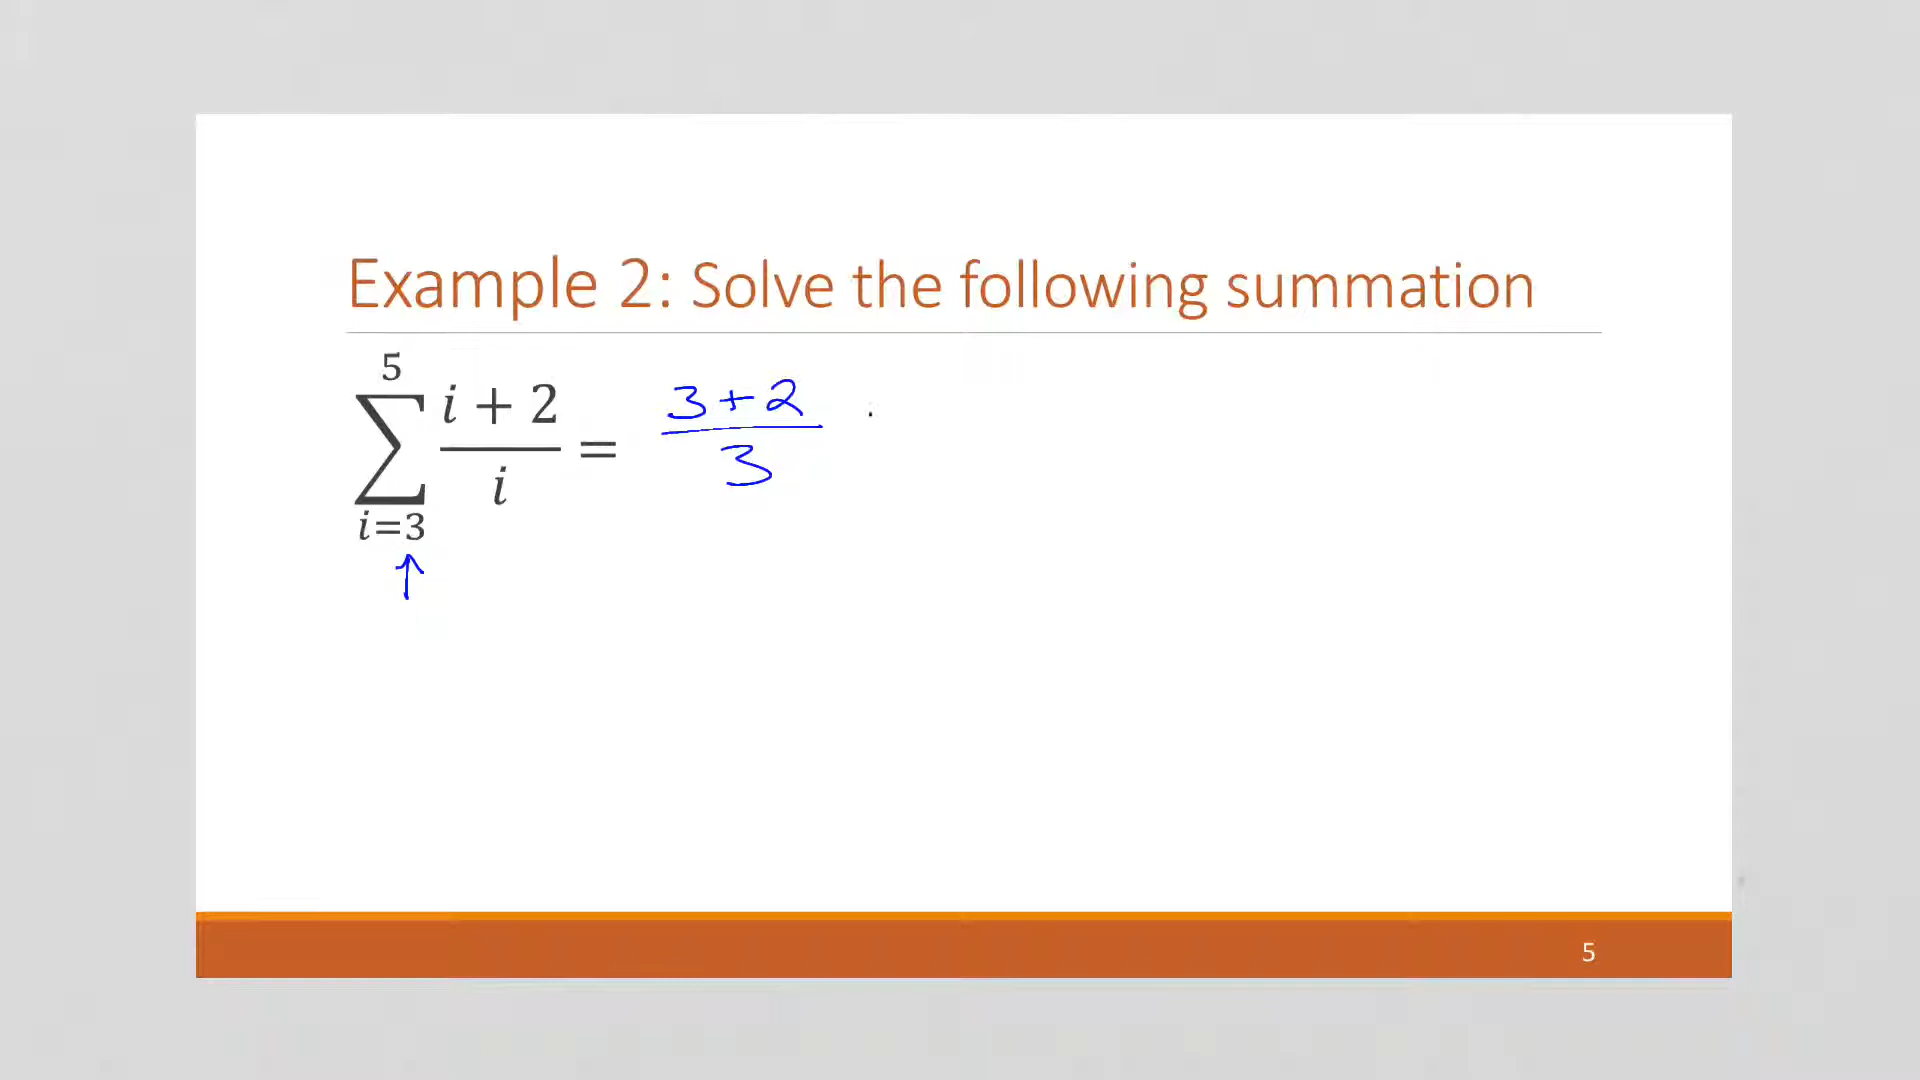 Example 2: Solve the following summation
5
∑ i + 2 / i = 3 + 2 / 3
i=3
↑
5